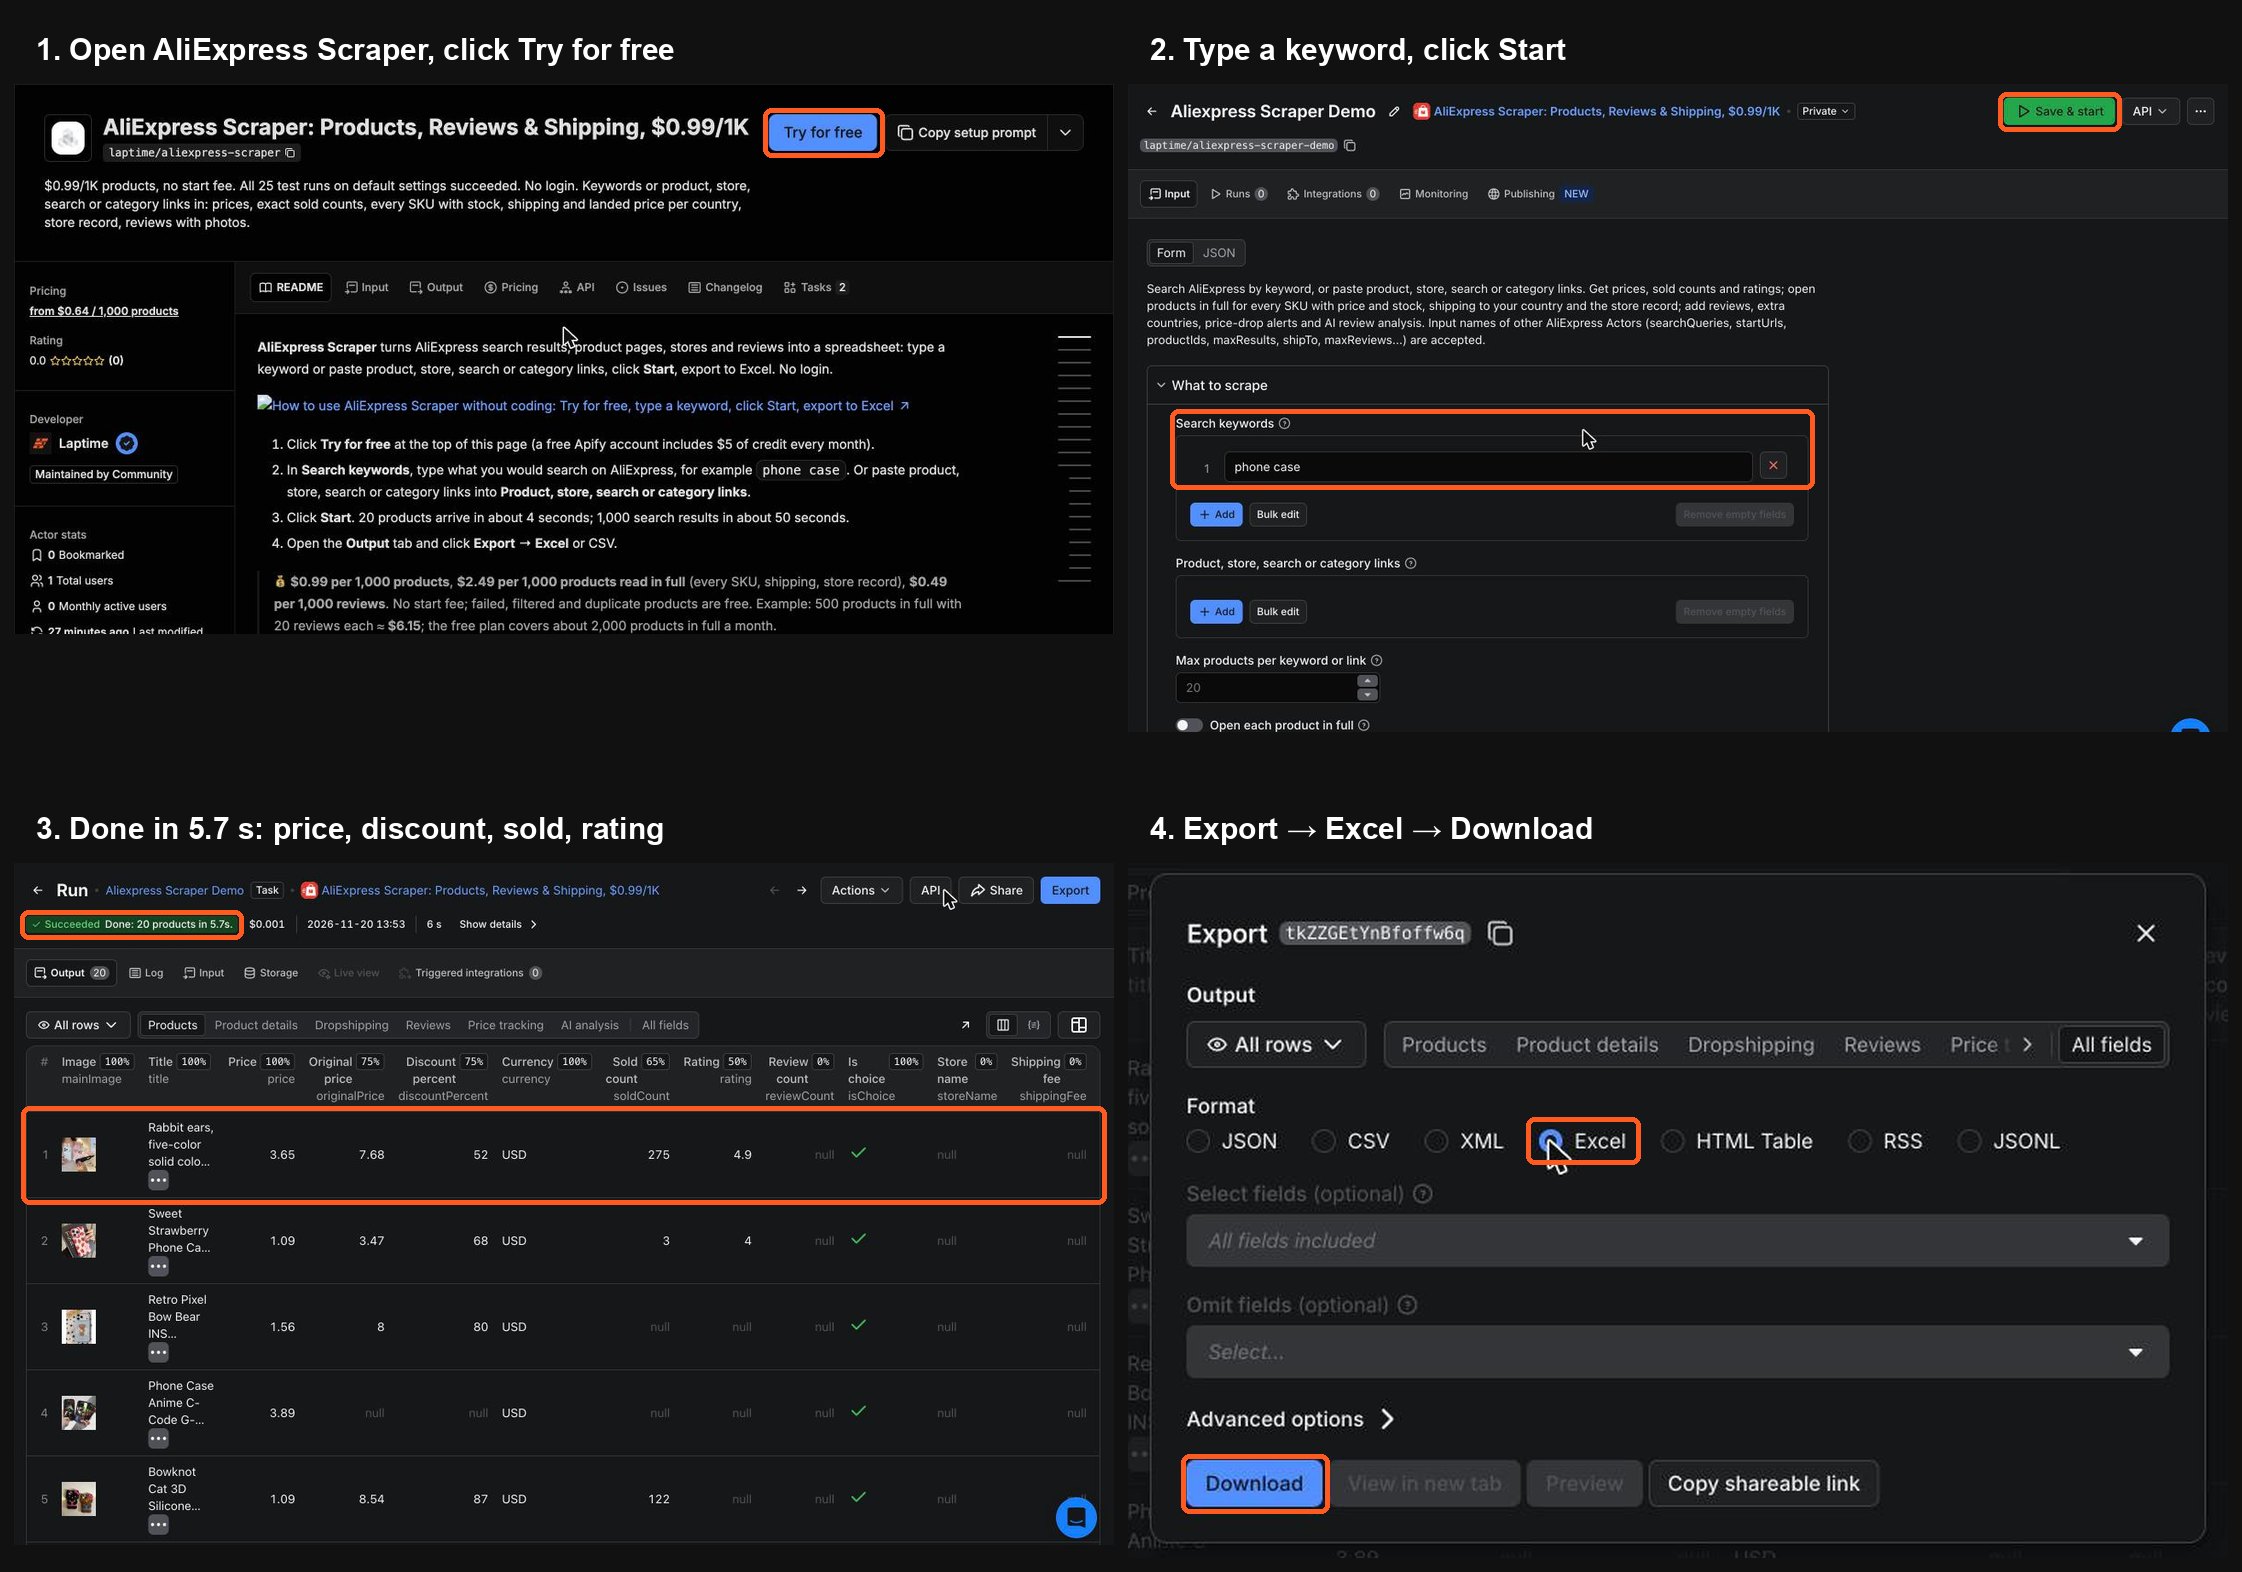 1. Open AliExpress Scraper, click Try for free
AliExpress Scraper: Products, Reviews & Shipping, $0.99/1K
laptime/aliexpress-scraper
Try for free
Copy setup prompt
$0.99/1K products, no start fee. All 25 test runs on default settings succeeded. No login. Keywords or product, store,
search or category links in: prices, exact sold counts, every SKU with stock, shipping and landed price per country,
store record, reviews with photos.
Pricing
from $0.64 / 1,000 products
Rating
0.0 (0)
Developer
Laptime
Maintained by Community
Actor stats
0 Bookmarked
1 Total users
0 Monthly active users
27 minutes ago Last modified
README Input Output Pricing API Issues Changelog Tasks 2
AliExpress Scraper turns AliExpress search results, product pages, stores and reviews into a spreadsheet: type a
keyword or paste product, store, search or category links, click Start, export to Excel. No login.
How to use AliExpress Scraper without coding: Try for free, type a keyword, click Start, export to Excel ↗
1. Click Try for free at the top of this page (a free Apify account includes $5 of credit every month).
2. In Search keywords, type what you would search on AliExpress, for example phone case. Or paste product,
store, search or category links into Product, store, search or category links.
3. Click Start. 20 products arrive in about 4 seconds; 1,000 search results in about 50 seconds.
4. Open the Output tab and click Export → Excel or CSV.
💰 $0.99 per 1,000 products, $2.49 per 1,000 products read in full (every SKU, shipping, store record), $0.49
per 1,000 reviews. No start fee; failed, filtered and duplicate products are free. Example: 500 products in full with
20 reviews each ≈ $6.15; the free plan covers about 2,000 products in full a month.
2. Type a keyword, click Start
Aliexpress Scraper Demo AliExpress Scraper: Products, Reviews & Shipping, $0.99/1K Private
Save & start API
laptime/aliexpress-scraper-demo
Input Runs 0 Integrations 0 Monitoring Publishing NEW
Form JSON
Search AliExpress by keyword, or paste product, store, search or category links. Get prices, sold counts and ratings; open
products in full for every SKU with price and stock, shipping to your country and the store record; add reviews, extra
countries, price-drop alerts and AI review analysis. Input names of other AliExpress Actors (searchQueries, startUrls,
productIds, maxResults, shipTo, maxReviews...) are accepted.
What to scrape
Search keywords
1 phone case
+ Add Bulk edit Remove empty fields
Product, store, search or category links
+ Add Bulk edit Remove empty fields
Max products per keyword or link
20
Open each product in full
3. Done in 5.7 s: price, discount, sold, rating
Run Aliexpress Scraper Demo Task AliExpress Scraper: Products, Reviews & Shipping, $0.99/1K
Actions API Share Export
Succeeded Done: 20 products in 5.7s. $0.001 2026-11-20 13:53 6 s Show details
Output 20 Log Input Storage Live view Triggered integrations 0
All rows Products Product details Dropshipping Reviews Price tracking AI analysis All fields
# Image 100% Title 100% Price 100% Original 75% Discount 75% Currency 100% Sold 65% Rating 50% Review 0% Is 100% Store 0% Shipping 0%
mainImage title price price percent currency count rating count choice name fee
originalPrice discountPercent soldCount reviewCount isChoice storeName shippingFee
Rabbit ears,
five-color
1 solid colo... 3.65 7.68 52 USD 275 4.9 null null null
Sweet
Strawberry
2 Phone Ca... 1.09 3.47 68 USD 3 4 null null null
Retro Pixel
Bow Bear
3 INS... 1.56 8 80 USD null null null null null
Phone Case
Anime C-
4 Code G-... 3.89 null null USD null null null null null
Bowknot
Cat 3D
5 Silicone... 1.09 8.54 87 USD 122 null null null
4. Export → Excel → Download
Export tkZZGEtYnBfoffw6q
Output
All rows Products Product details Dropshipping Reviews Price All fields
Format
JSON CSV XML Excel HTML Table RSS JSONL
Select fields (optional)
All fields included
Omit fields (optional)
Select...
Advanced options
Download View in new tab Preview Copy shareable link